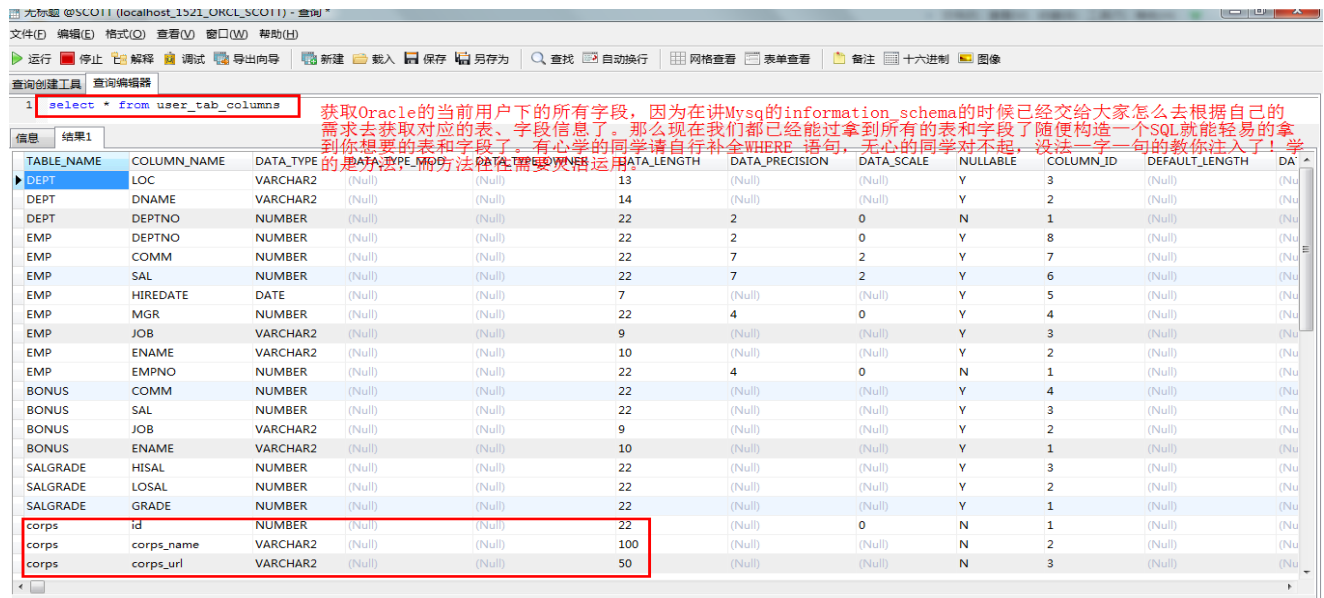 无标题 @SCOTT (localhost_1521_ORCL_SCOTT) - 查询 *
文件(F) 编辑(E) 格式(O) 查看(V) 窗口(W) 帮助(H)
运行 停止 解释 调试 导出向导 新建 载入 保存 另存为 查找 自动换行 网格查看 表单查看 备注 十六进制 图像
查询创建工具 查询编辑器
1 select * from user_tab_columns
获取Oracle的当前用户下的所有字段，因为在讲Mysq的information_schema的时候已经交给大家怎么去根据自己的
需求去获取对应的表、字段信息了。那么现在我们都已经能过拿到所有的表和字段了随便构造一个SQL就能轻易的拿
到你想要的表和字段了。有心学的同学请自行补全WHERE 语句，无心的同学对不起，没法一字一句的教你注入了！学
的是方法，而方法往往需要灵活运用。
信息 结果1
TABLE_NAME COLUMN_NAME DATA_TYPE DATA_TYPE_MOD DATA_TYPE_OWNER DATA_LENGTH DATA_PRECISION DATA_SCALE NULLABLE COLUMN_ID DEFAULT_LENGTH DA
DEPT LOC VARCHAR2 (Null) (Null) 13 (Null) (Null) Y 3 (Null) (Nu
DEPT DNAME VARCHAR2 (Null) (Null) 14 (Null) (Null) Y 2 (Null) (Nu
DEPT DEPTNO NUMBER (Null) (Null) 22 2 0 N 1 (Null) (Nu
EMP DEPTNO NUMBER (Null) (Null) 22 2 0 Y 8 (Null) (Nu
EMP COMM NUMBER (Null) (Null) 22 7 2 Y 7 (Null) (Nu
EMP SAL NUMBER (Null) (Null) 22 7 2 Y 6 (Null) (Nu
EMP HIREDATE DATE (Null) (Null) 7 (Null) (Null) Y 5 (Null) (Nu
EMP MGR NUMBER (Null) (Null) 22 4 0 Y 4 (Null) (Nu
EMP JOB VARCHAR2 (Null) (Null) 9 (Null) (Null) Y 3 (Null) (Nu
EMP ENAME VARCHAR2 (Null) (Null) 10 (Null) (Null) Y 2 (Null) (Nu
EMP EMPNO NUMBER (Null) (Null) 22 4 0 N 1 (Null) (Nu
BONUS COMM NUMBER (Null) (Null) 22 (Null) (Null) Y 4 (Null) (Nu
BONUS SAL NUMBER (Null) (Null) 22 (Null) (Null) Y 3 (Null) (Nu
BONUS JOB VARCHAR2 (Null) (Null) 9 (Null) (Null) Y 2 (Null) (Nu
BONUS ENAME VARCHAR2 (Null) (Null) 10 (Null) (Null) Y 1 (Null) (Nu
SALGRADE HISAL NUMBER (Null) (Null) 22 (Null) (Null) Y 3 (Null) (Nu
SALGRADE LOSAL NUMBER (Null) (Null) 22 (Null) (Null) Y 2 (Null) (Nu
SALGRADE GRADE NUMBER (Null) (Null) 22 (Null) (Null) Y 1 (Null) (Nu
corps id NUMBER (Null) (Null) 22 (Null) 0 N 1 (Null) (Nu
corps corps_name VARCHAR2 (Null) (Null) 100 (Null) (Null) N 2 (Null) (Nu
corps corps_url VARCHAR2 (Null) (Null) 50 (Null) (Null) N 3 (Null) (Nu